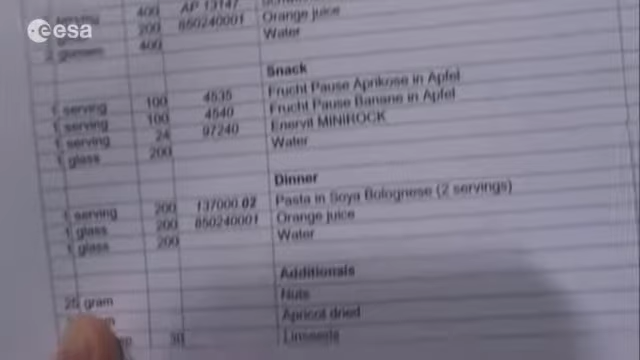 esa
400 AP 13147
200 850240001 Orange juice
2 400 Water
Snack
1 serving 100 4535 Frucht Pause Aprikose in Apfel
1 serving 100 4540 Frucht Pause Banane in Apfel
1 serving 24 97240 Enervit MINIROCK
1 glass 200 Water
Dinner
1 serving 200 137000.02 Pasta in Soya Bolognese (2 servings)
1 glass 200 850240001 Orange juice
1 glass 200 Water
Additionals
25 gram Nuts
Apricot dried
30 Linseeds